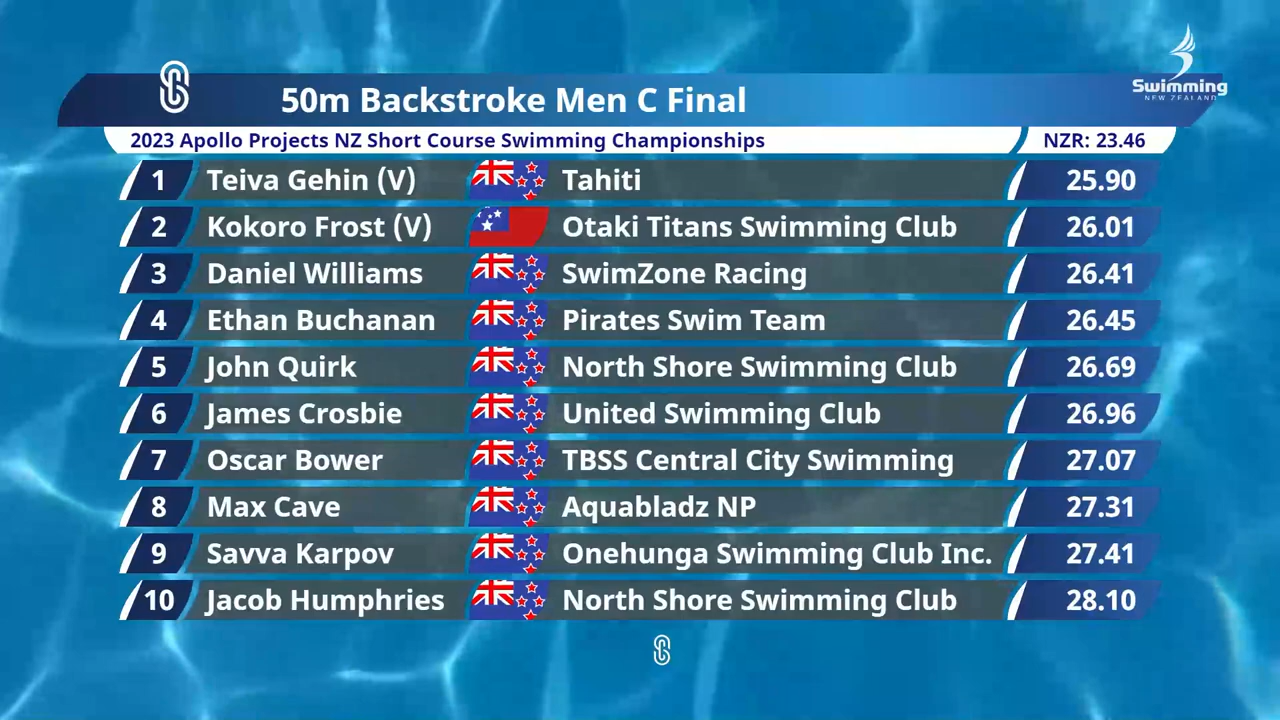 50m Backstroke Men C Final
Swimming
NEW ZEALAND
2023 Apollo Projects NZ Short Course Swimming Championships NZR: 23.46
1 Teiva Gehin (V) Tahiti 25.90
2 Kokoro Frost (V) Otaki Titans Swimming Club 26.01
3 Daniel Williams SwimZone Racing 26.41
4 Ethan Buchanan Pirates Swim Team 26.45
5 John Quirk North Shore Swimming Club 26.69
6 James Crosbie United Swimming Club 26.96
7 Oscar Bower TBSS Central City Swimming 27.07
8 Max Cave Aquabladz NP 27.31
9 Savva Karpov Onehunga Swimming Club Inc. 27.41
10 Jacob Humphries North Shore Swimming Club 28.10